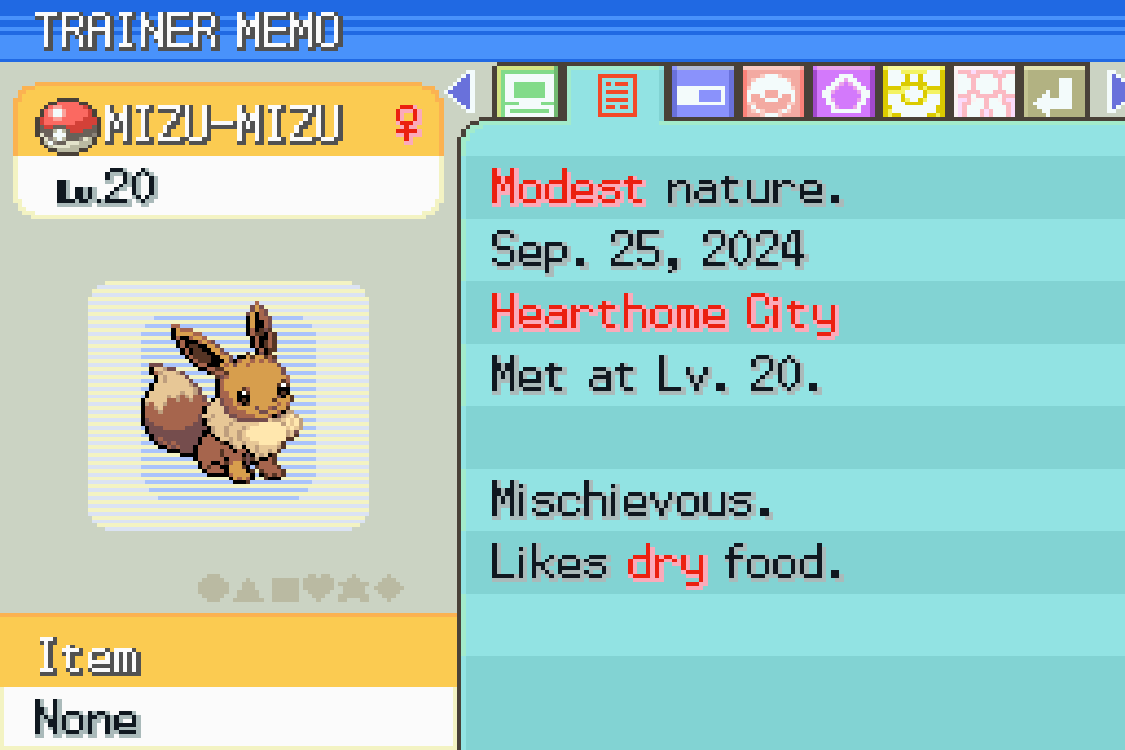 TRAINER MEMO
MIZU-MIZU ♀
Lv.20
Modest nature.
Sep. 25, 2024
Hearthome City
Met at Lv. 20.
Mischievous.
Likes dry food.
Item
None